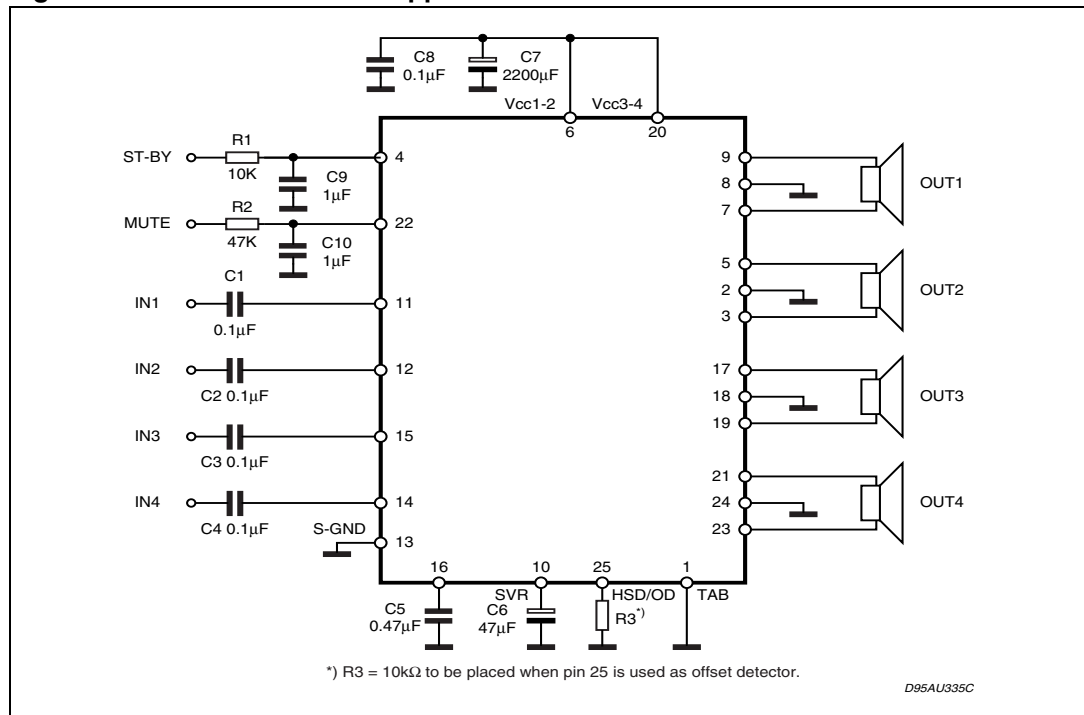 C8
0.1μF
C7
2200μF
Vcc1-2
Vcc3-4
6
20
ST-BY
R1
10K
4
C9
1μF
MUTE
R2
47K
22
C10
1μF
IN1
C1
0.1μF
11
IN2
C2 0.1μF
12
IN3
C3 0.1μF
15
IN4
C4 0.1μF
14
S-GND
13
9
8
7
OUT1
5
2
3
OUT2
17
18
19
OUT3
21
24
23
OUT4
16
10
25
1
SVR
HSD/OD
TAB
C5
0.47μF
C6
47μF
R3*)
*) R3 = 10kΩ to be placed when pin 25 is used as offset detector.
D95AU335C